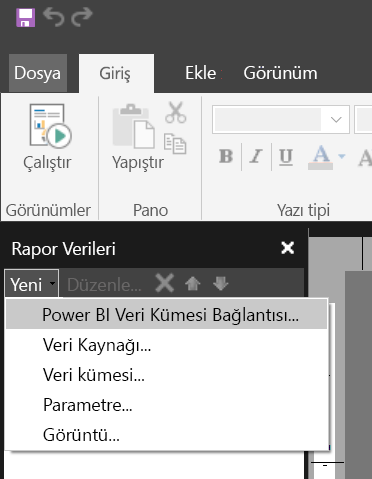 Dosya Giriş Ekle Görünüm
Çalıştır
Yapıştır
B I U A A
Görünümler Pano Yazı tipi
Rapor Verileri
Yeni Düzenle...
Power BI Veri Kümesi Bağlantısı...
Veri Kaynağı...
Veri kümesi...
Parametre...
Görüntü...